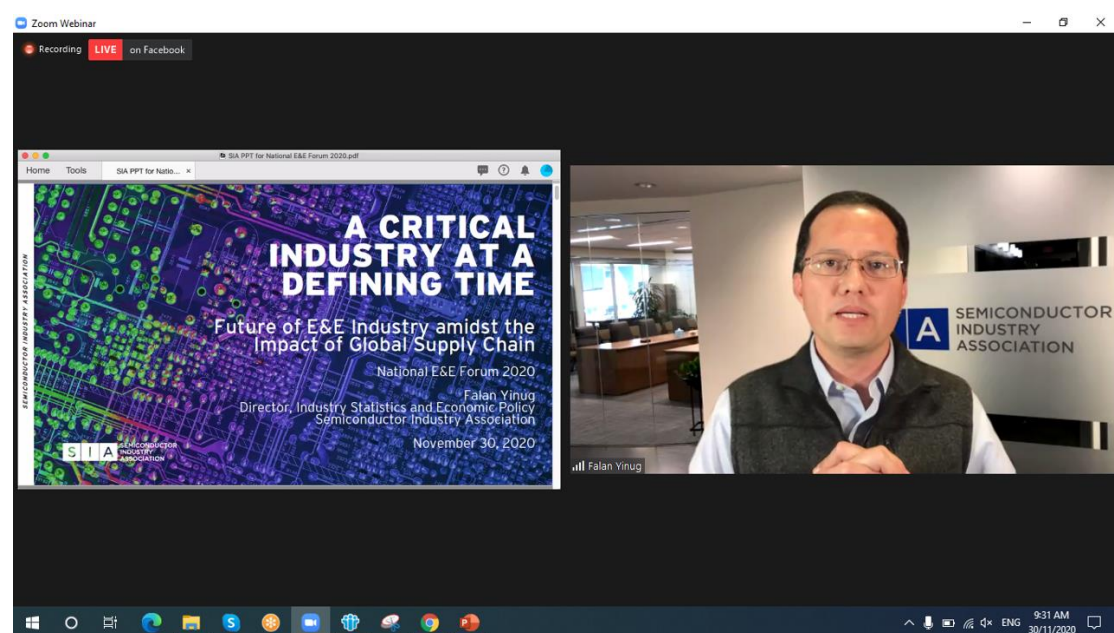 Zoom Webinar
Recording
LIVE on Facebook
SIA PPT for National E&E Forum 2020.pdf
Home Tools SIA PPT for Natio... ×
SEMICONDUCTOR INDUSTRY ASSOCIATION
A CRITICAL
INDUSTRY AT A
DEFINING TIME
Future of E&E Industry amidst the
Impact of Global Supply Chain
National E&E Forum 2020
Falan Yinug
Director, Industry Statistics and Economic Policy
Semiconductor Industry Association
November 30, 2020
SIA
SEMICONDUCTOR
INDUSTRY
ASSOCIATION
A
SEMICONDUCTOR
INDUSTRY
ASSOCIATION
Falan Yinug
ENG
9:31 AM
30/11/2020